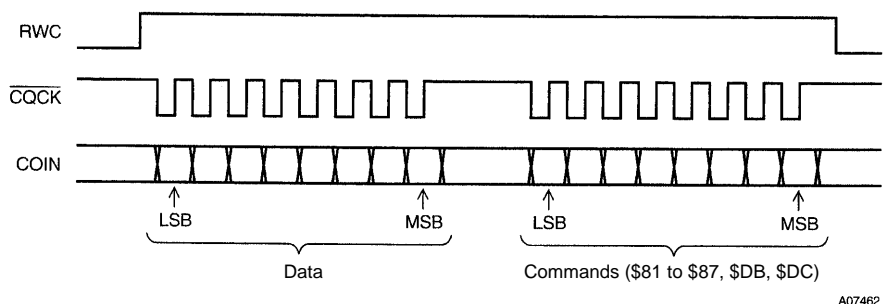 RWC
CQCK
COIN
LSB MSB LSB MSB
Data Commands ($81 to $87, $DB, $DC)
A07462